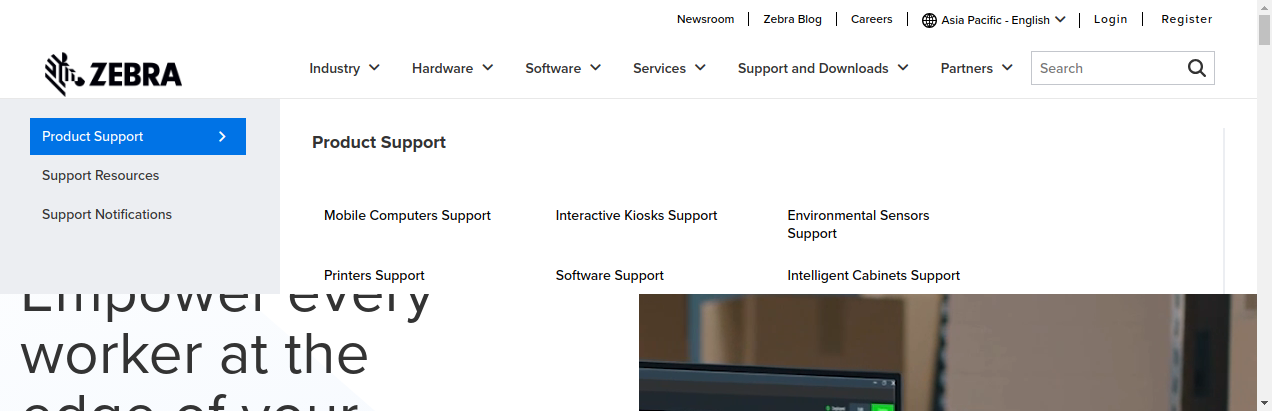 Newsroom
Zebra Blog
Careers
Asia Pacific - English
Login
Register
ZEBRA
Industry
Hardware
Software
Services
Support and Downloads
Partners
Search
Product Support
Support Resources
Support Notifications
Product Support
Mobile Computers Support
Interactive Kiosks Support
Environmental Sensors
Support
Printers Support
Software Support
Intelligent Cabinets Support
Empower every
worker at the
edge of your